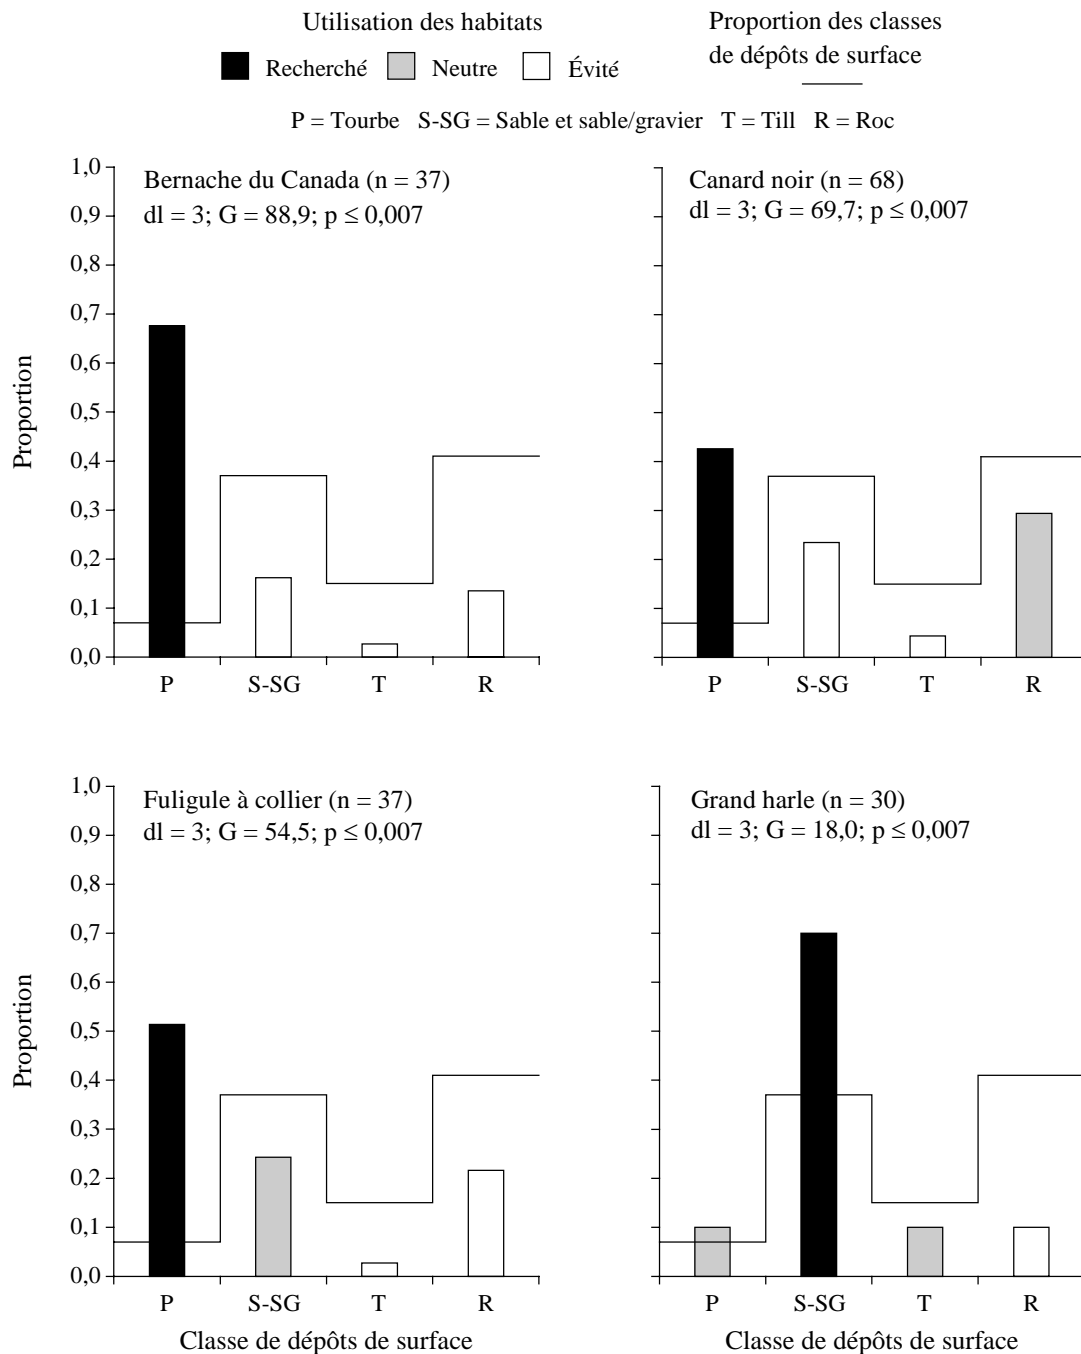 Utilisation des habitats
Recherché Neutre Évité
Proportion des classes
de dépôts de surface
P = Tourbe S-SG = Sable et sable/gravier T = Till R = Roc
Bernache du Canada (n = 37)
dl = 3; G = 88,9; p ≤ 0,007
Proportion
1,0
0,9
0,8
0,7
0,6
0,5
0,4
0,3
0,2
0,1
0,0
P S-SG T R
Canard noir (n = 68)
dl = 3; G = 69,7; p ≤ 0,007
P S-SG T R
Fuligule à collier (n = 37)
dl = 3; G = 54,5; p ≤ 0,007
Proportion
1,0
0,9
0,8
0,7
0,6
0,5
0,4
0,3
0,2
0,1
0,0
P S-SG T R
Classe de dépôts de surface
Grand harle (n = 30)
dl = 3; G = 18,0; p ≤ 0,007
P S-SG T R
Classe de dépôts de surface